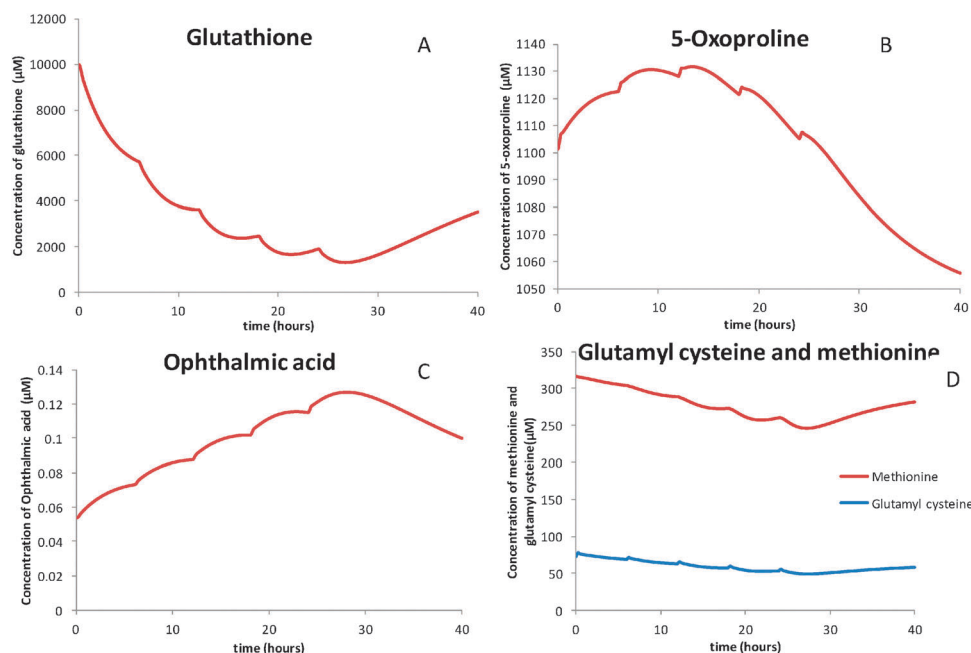 Glutathione
A
Concentration of glutathione (µM)
12000
10000
8000
6000
4000
2000
0
0 10 20 30 40
time (hours)
5-Oxoproline
B
Concentration of 5-oxoproline (µM)
1140
1130
1120
1110
1100
1090
1080
1070
1060
1050
0 10 20 30 40
time (hours)
Ophthalmic acid
C
Concentration of Ophthalmic acid (µM)
0.14
0.12
0.1
0.08
0.06
0.04
0.02
0
0 10 20 30 40
time (hours)
Glutamyl cysteine and methionine
D
Concentration of methionine and
glutamyl cysteine(µM)
350
300
250
200
150
100
50
0
0 10 20 30 40
time (hours)
Methionine
Glutamyl cysteine